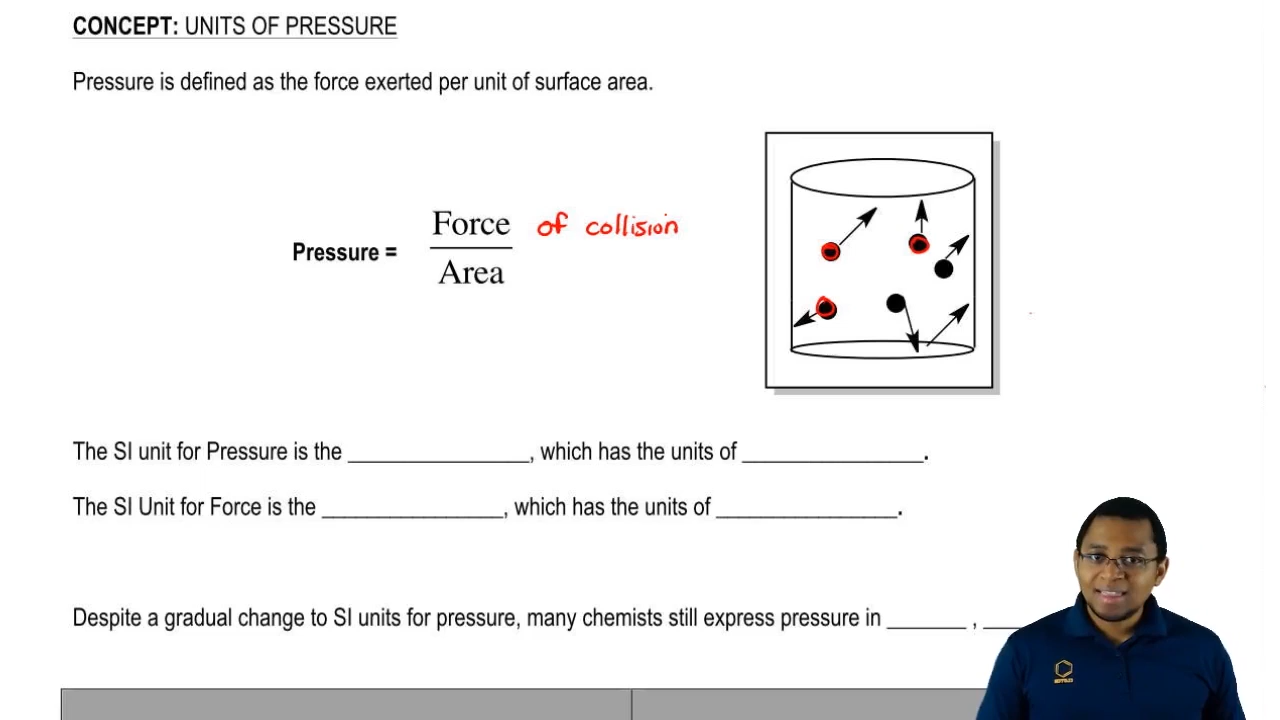 CONCEPT: UNITS OF PRESSURE
Pressure is defined as the force exerted per unit of surface area.
Force of collision
Pressure =
Area
The SI unit for Pressure is the ________________, which has the units of ________________.
The SI Unit for Force is the ________________, which has the units of ________________.
Despite a gradual change to SI units for pressure, many chemists still express pressure in _______ , ___